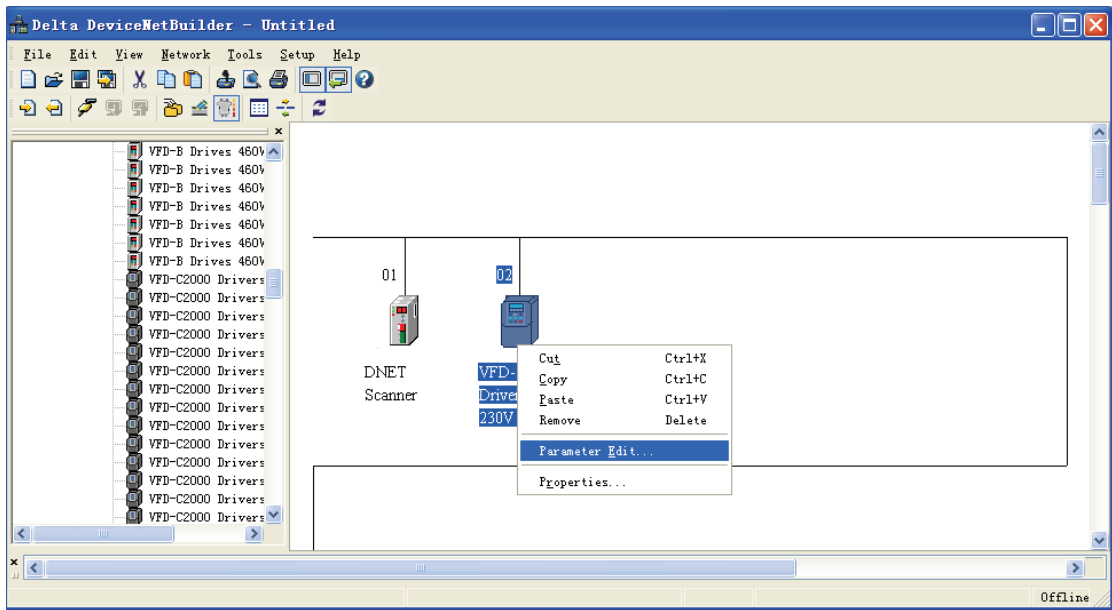 Delta DeviceNetBuilder - Untitled
File Edit View Network Tools Setup Help
VFD-B Drives 460V
VFD-B Drives 460V
VFD-B Drives 460V
VFD-B Drives 460V
VFD-B Drives 460V
VFD-B Drives 460V
VFD-B Drives 460V
VFD-C2000 Drivers
VFD-C2000 Drivers
VFD-C2000 Drivers
VFD-C2000 Drivers
VFD-C2000 Drivers
VFD-C2000 Drivers
VFD-C2000 Drivers
VFD-C2000 Drivers
VFD-C2000 Drivers
VFD-C2000 Drivers
VFD-C2000 Drivers
VFD-C2000 Drivers
VFD-C2000 Drivers
VFD-C2000 Drivers
01
02
DNET
Scanner
VFD-
Drive
230V
Cut Ctrl+X
Copy Ctrl+C
Paste Ctrl+V
Remove Delete
Parameter Edit...
Properties...
Offline